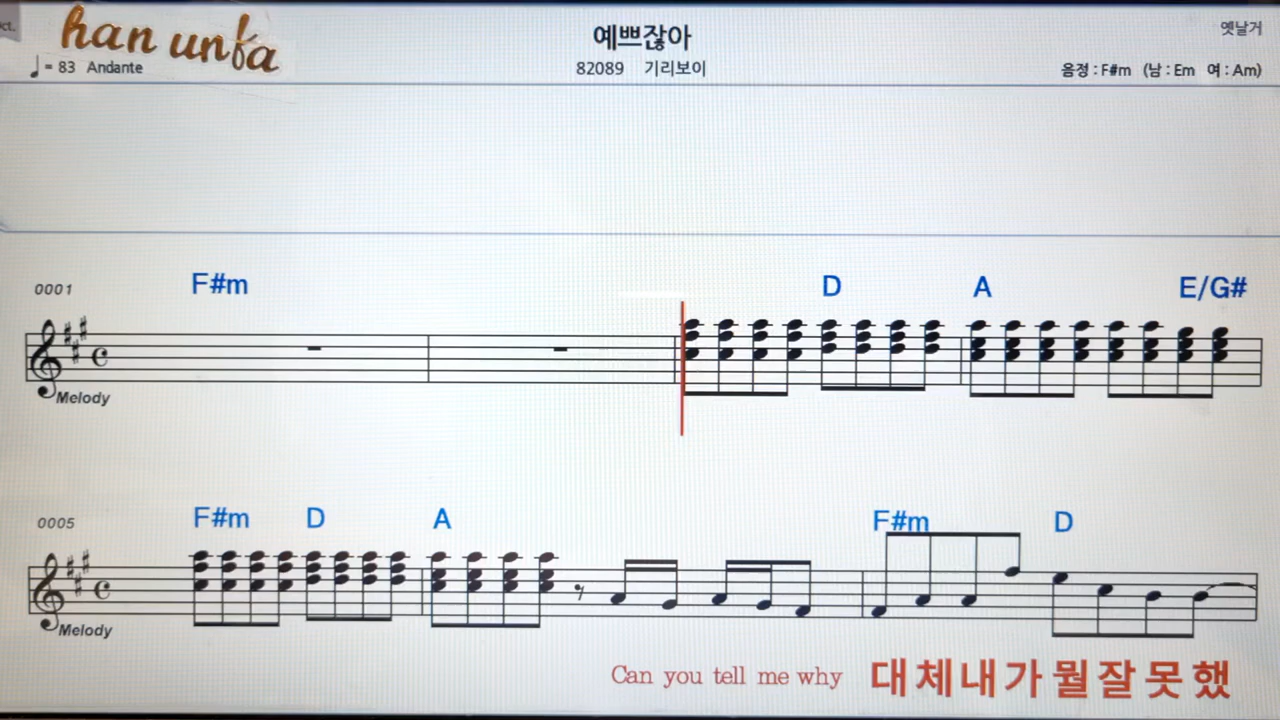 ct.
han unfa
예쁘잖아
옛날거
♩= 83 Andante
82089 기리보이
음정 : F#m (남 : Em 여 : Am)
0001 F#m D A E/G#
Melody
0005 F#m D A F#m D
Melody
Can you tell me why 대체내가 뭘잘못했